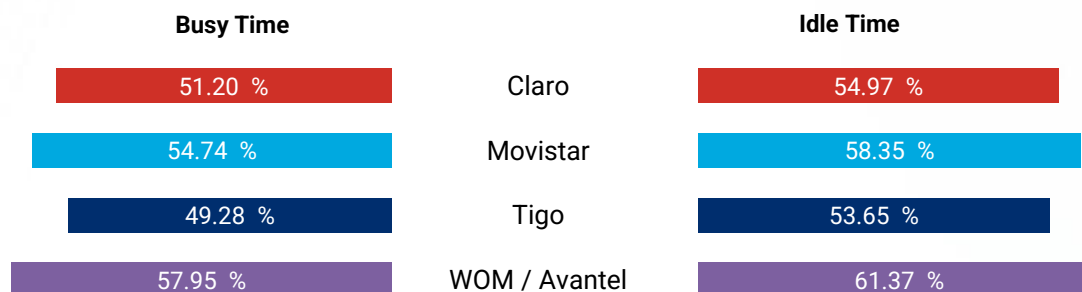 Busy Time Idle Time
51.20 % Claro 54.97 %
54.74 % Movistar 58.35 %
49.28 % Tigo 53.65 %
57.95 % WOM / Avantel 61.37 %